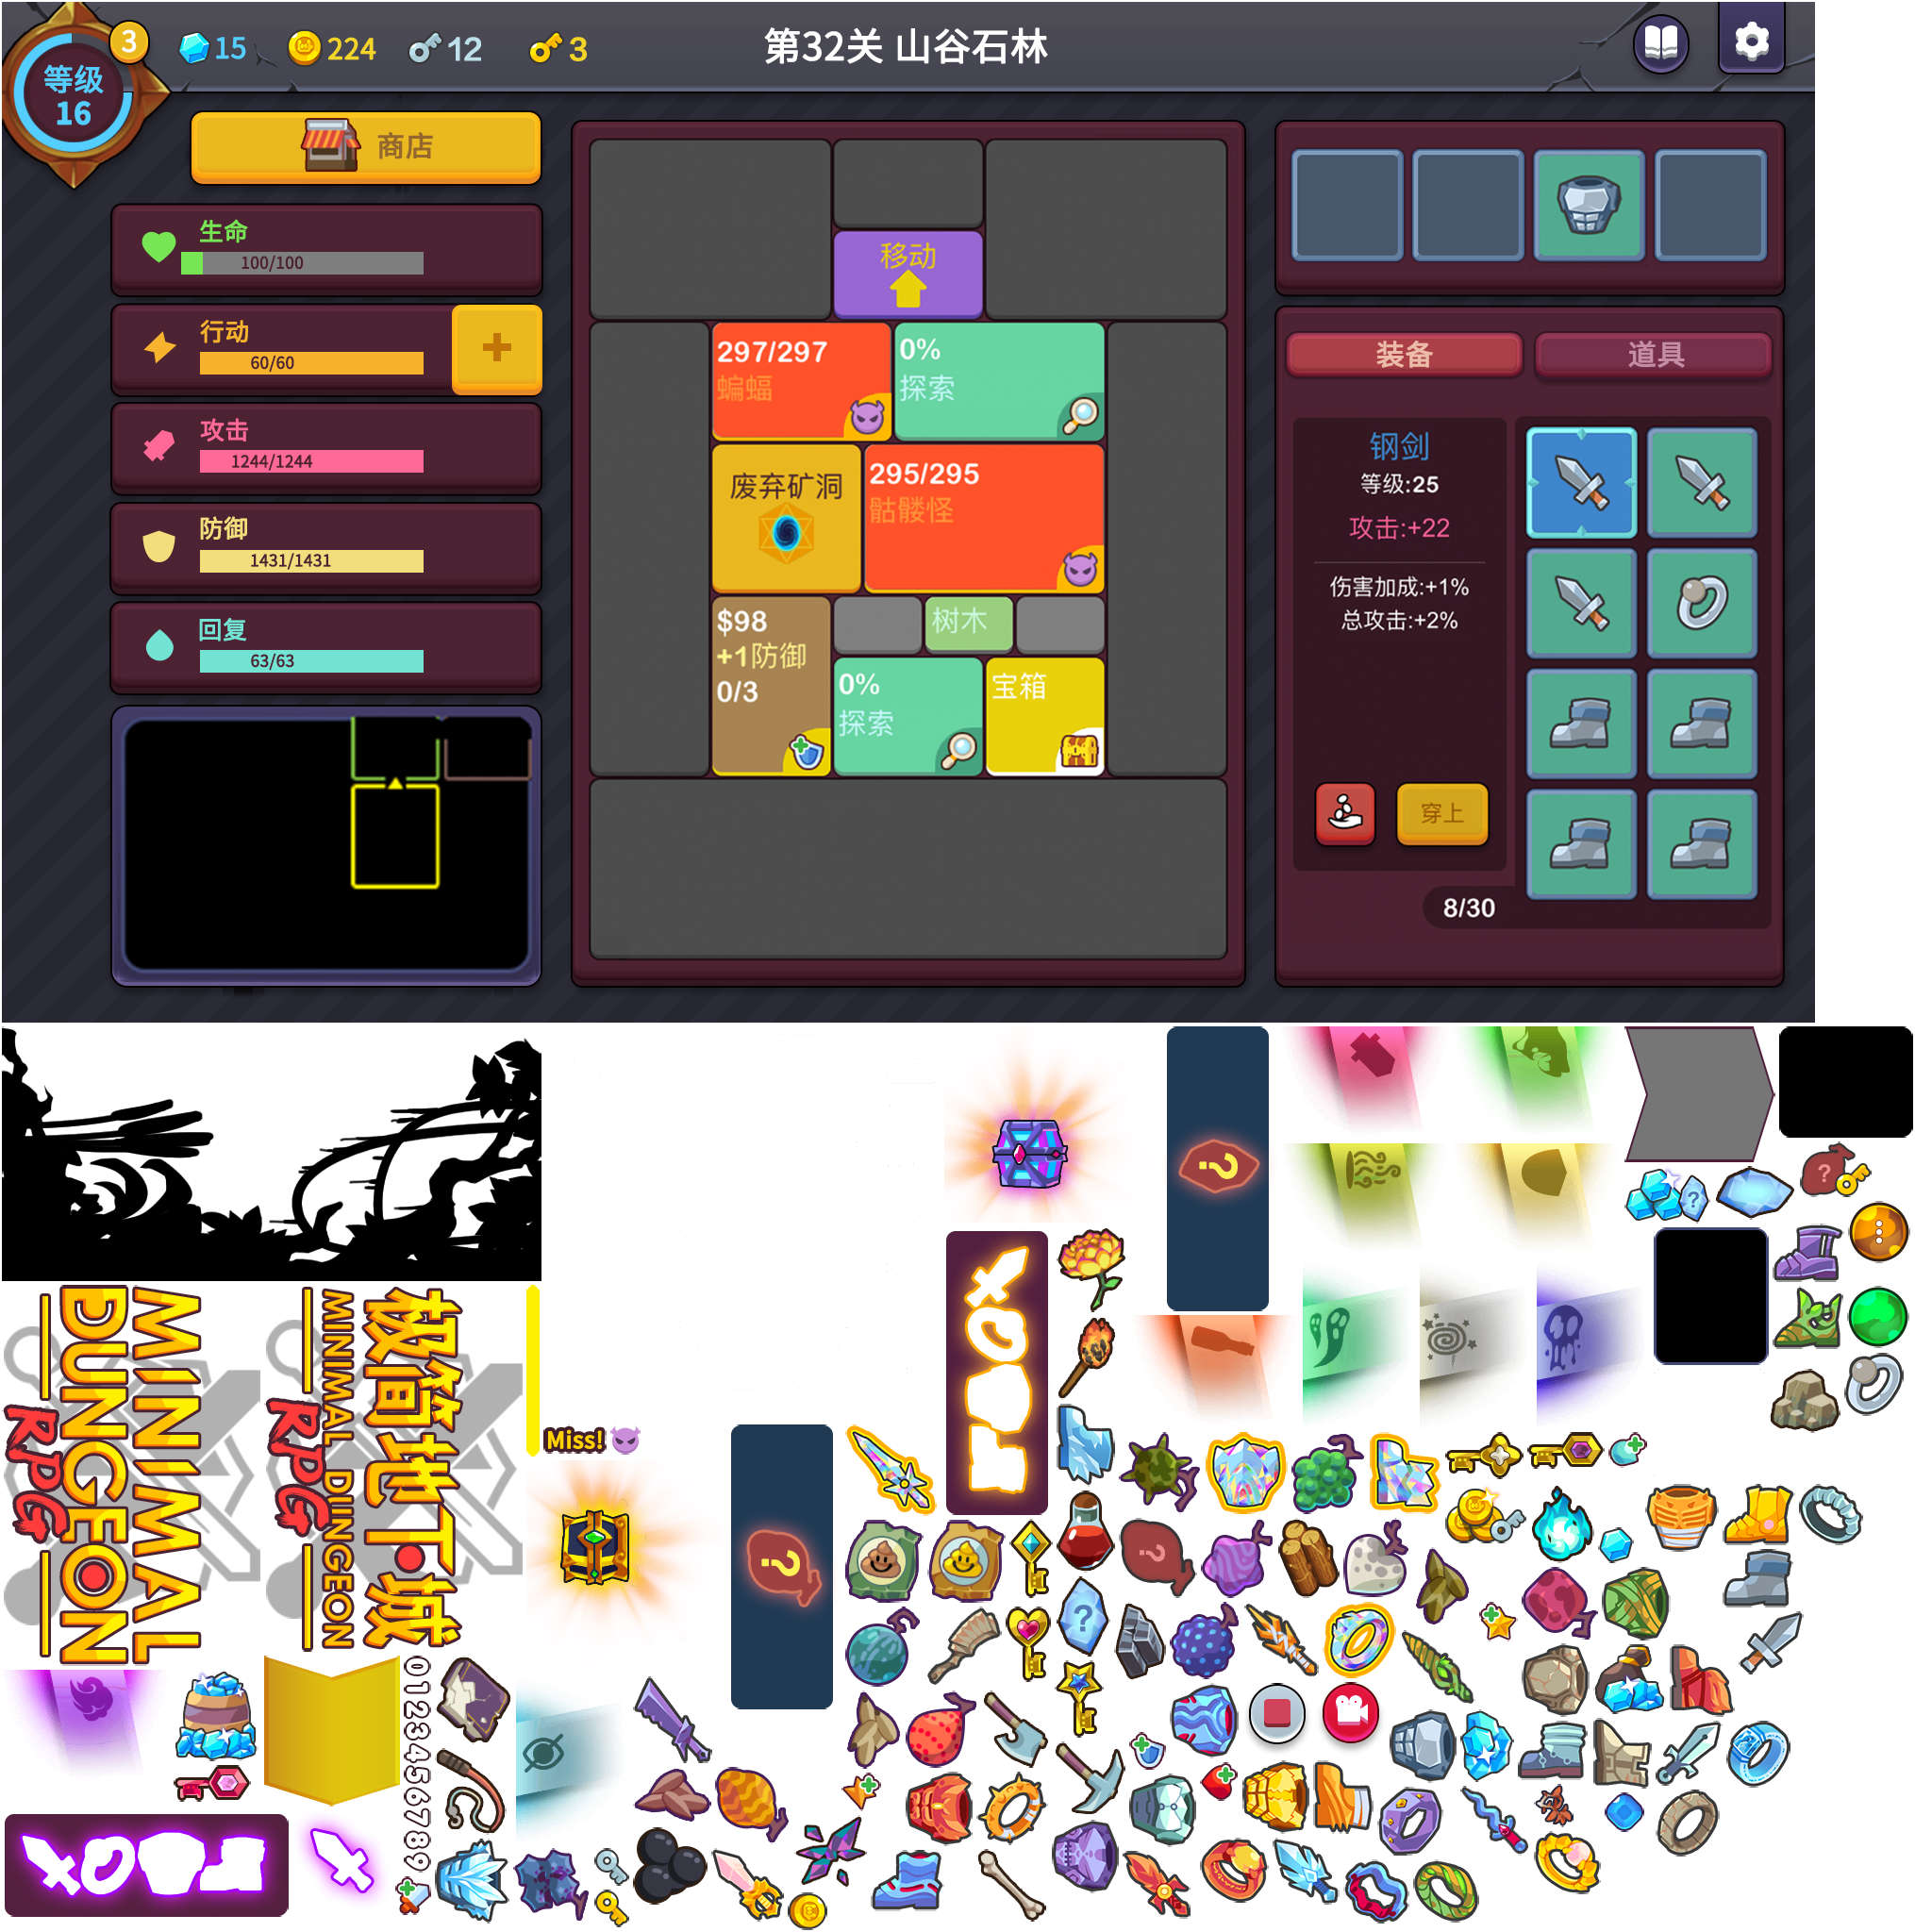 3
15
224
12
3
第32关 山谷石林
等级
16
商店
生命
100/100
行动
60/60
攻击
1244/1244
防御
1431/1431
回复
63/63
移动
297/297
蝙蝠
0%
探索
废弃矿洞
295/295
骷髅怪
$98
+1防御
0/3
树木
0%
探索
宝箱
装备
道具
钢剑
等级:25
攻击:+22
伤害加成:+1%
总攻击:+2%
穿上
8/30
?
?
?
MINIMAL
DUNGEON
RPG
极简地下城
MINIMAL DUNGEON
RPG
Miss!
?
?
?
0123456789